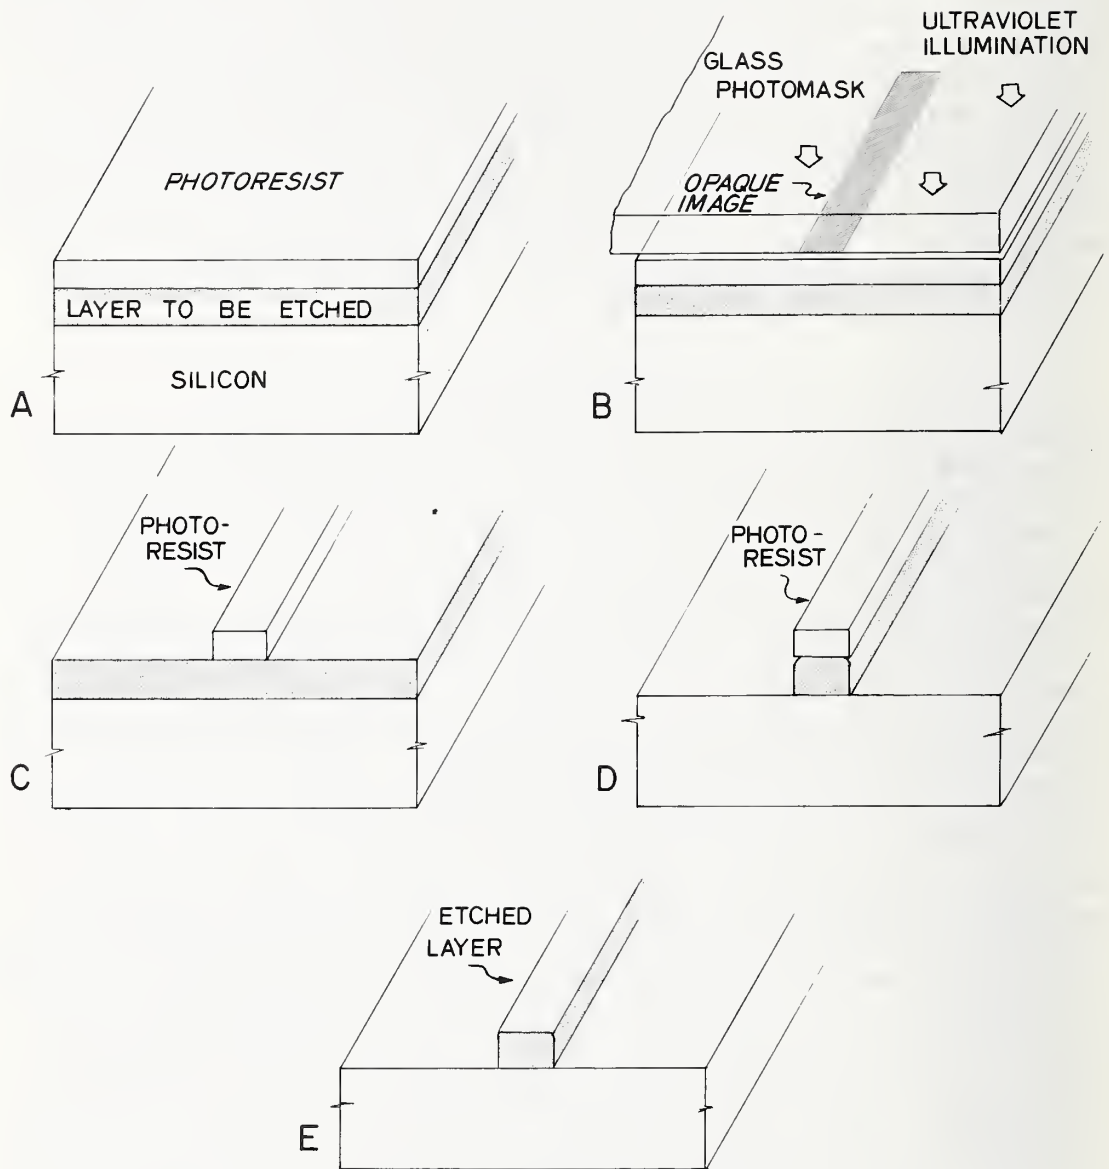 PHOTORESIST
LAYER TO BE ETCHED
SILICON
A
ULTRAVIOLET
ILLUMINATION
GLASS
PHOTOMASK
OPAQUE
IMAGE
B
PHOTO-
RESIST
C
PHOTO-
RESIST
D
ETCHED
LAYER
E